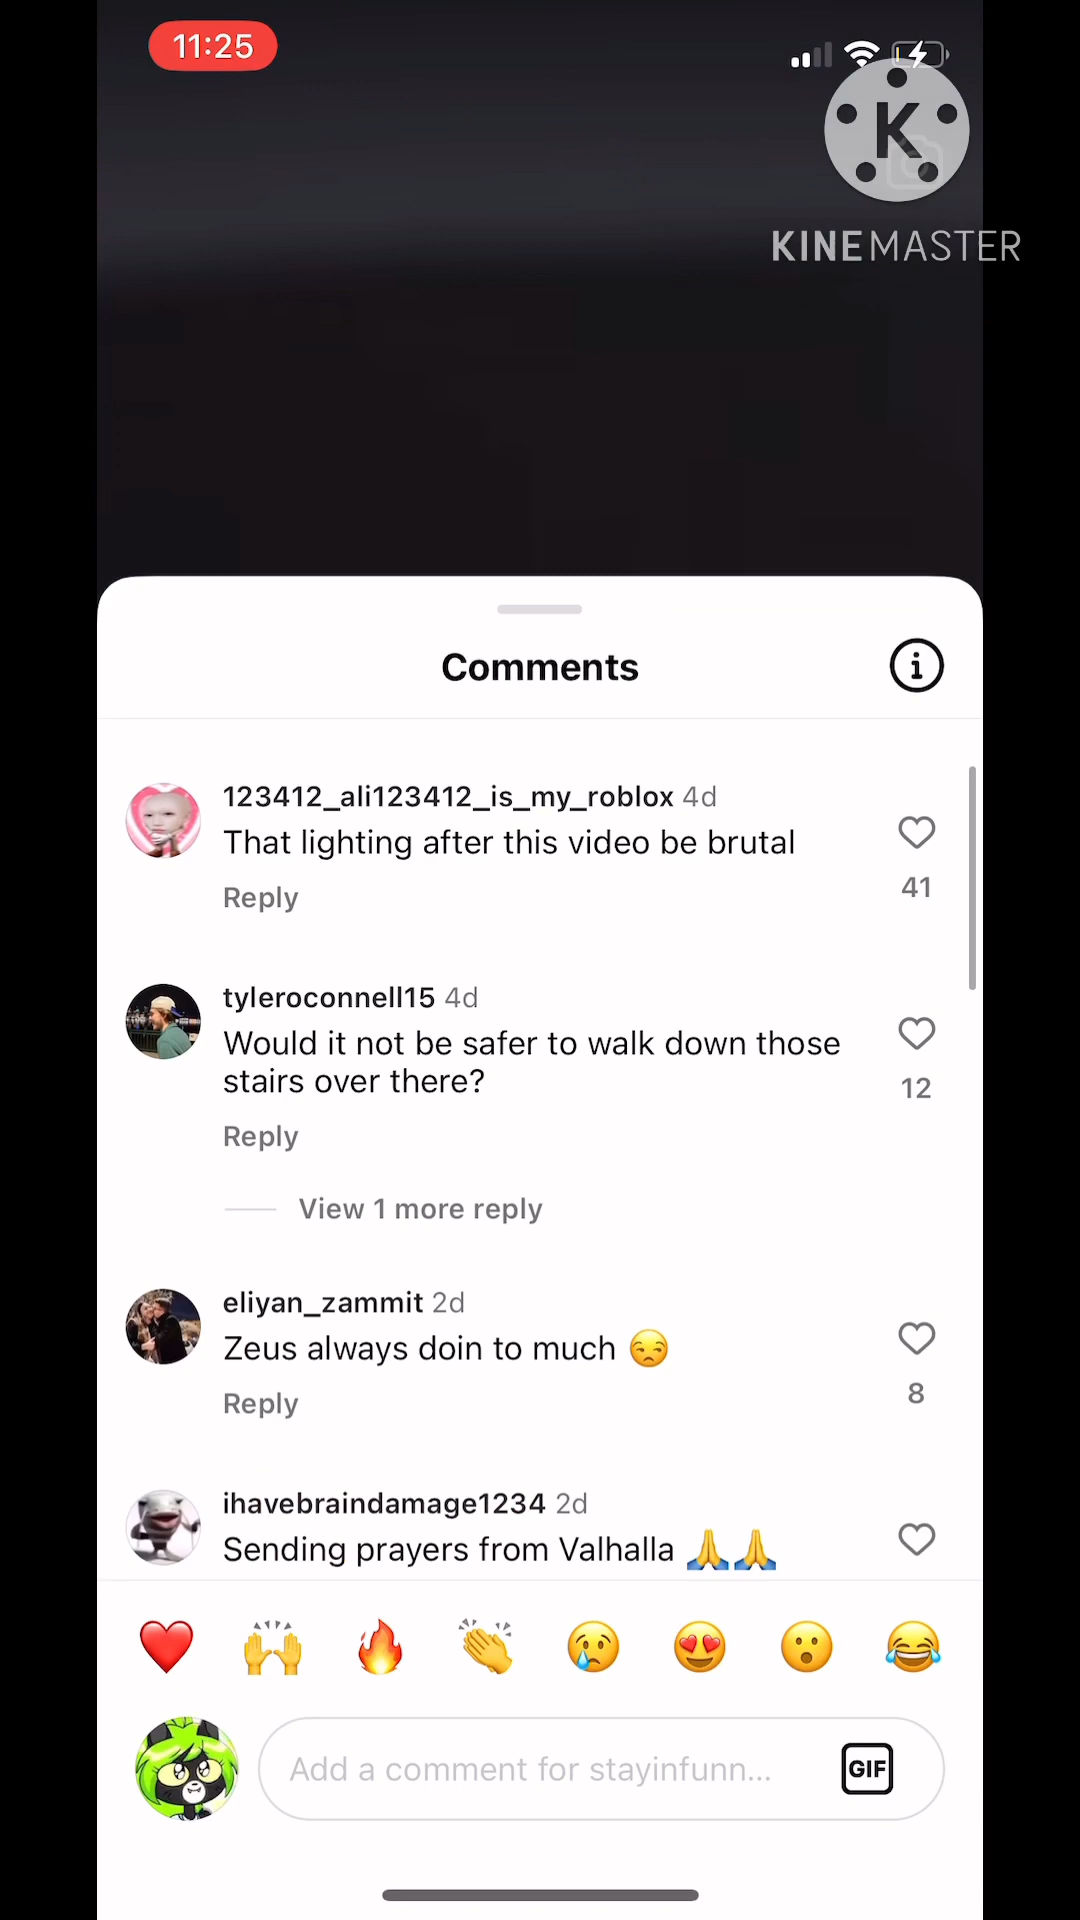 11:25
K
KINEMASTER
Comments
123412_ali123412_is_my_roblox 4d
That lighting after this video be brutal
Reply
41
tyleroconnell15 4d
Would it not be safer to walk down those
stairs over there?
12
Reply
View 1 more reply
eliyan_zammit 2d
Zeus always doin to much 😒
Reply
8
ihavebraindamage1234 2d
Sending prayers from Valhalla 🙏🙏
Add a comment for stayinfunn...
GIF